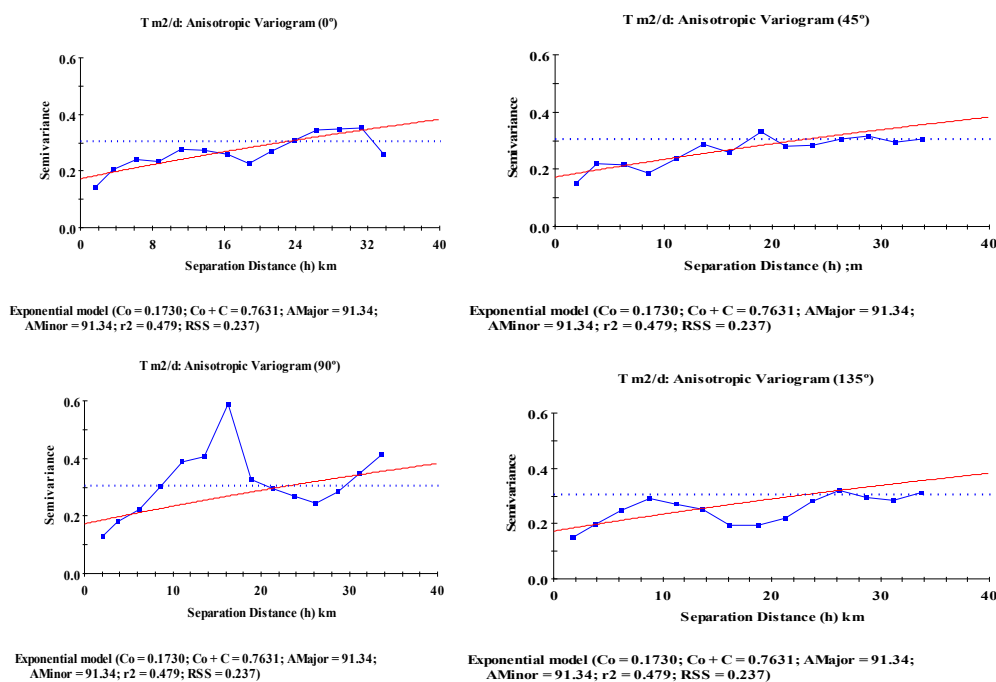 T m2/d: Anisotropic Variogram (0º)
0.6
0.4
0.2
0.0
Semivariance
0 8 16 24 32 40
Separation Distance (h) km
Exponential model (Co = 0.1730; Co + C = 0.7631; AMajor = 91.34;
AMinor = 91.34; r2 = 0.479; RSS = 0.237)
T m2/d: Anisotropic Variogram (45º)
0.6
0.4
0.2
0.0
Semivariance
0 10 20 30 40
Separation Distance (h) ;m
Exponential model (Co = 0.1730; Co + C = 0.7631; AMajor = 91.34;
AMinor = 91.34; r2 = 0.479; RSS = 0.237)
T m2/d: Anisotropic Variogram (90º)
0.6
0.4
0.2
0.0
Semivariance
0 10 20 30 40
Separation Distance (h) km
Exponential model (Co = 0.1730; Co + C = 0.7631; AMajor = 91.34;
AMinor = 91.34; r2 = 0.479; RSS = 0.237)
T m2/d: Anisotropic Variogram (135º)
0.6
0.4
0.2
0.0
Semivariance
0 10 20 30 40
Separation Distance (h) km
Exponential model (Co = 0.1730; Co + C = 0.7631; AMajor = 91.34;
AMinor = 91.34; r2 = 0.479; RSS = 0.237)